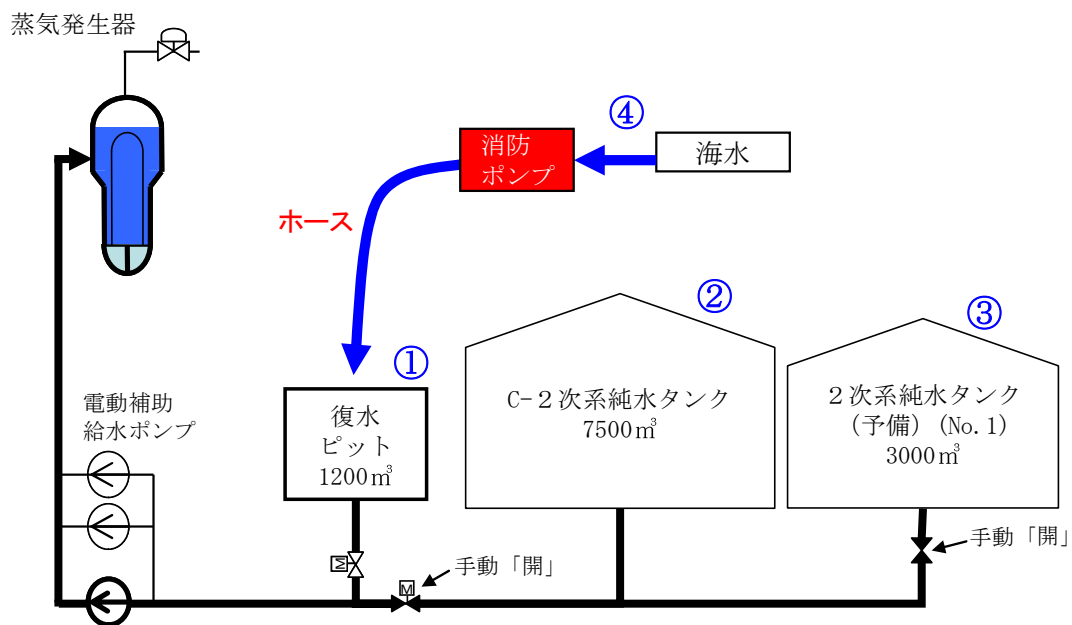 蒸気発生器
④
消防
ポンプ
海水
ホース
②
③
①
C-2次系純水タンク
7500㎥
2次系純水タンク
(予備) (No.1)
3000㎥
電動補助
給水ポンプ
復水
ピット
1200㎥
手動「開」
M
M
手動「開」